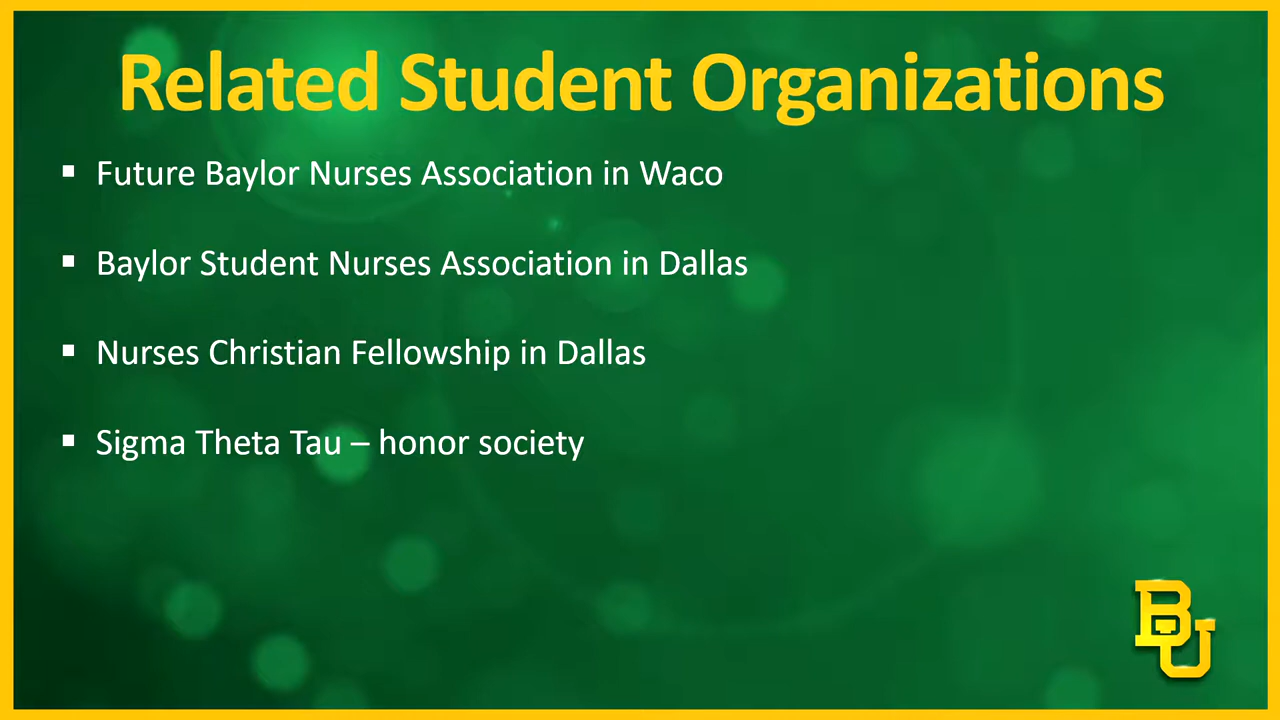 Related Student Organizations
▪ Future Baylor Nurses Association in Waco
▪ Baylor Student Nurses Association in Dallas
▪ Nurses Christian Fellowship in Dallas
▪ Sigma Theta Tau – honor society
BU